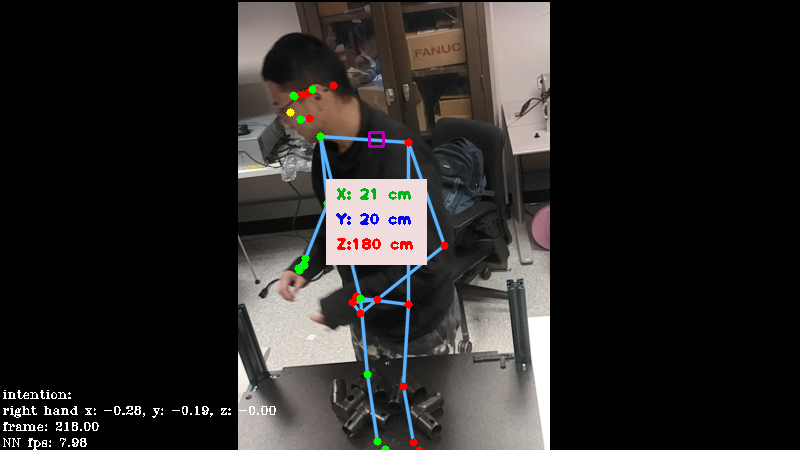 FANUC
X: 21 cm
Y: 20 cm
Z:180 cm
intention:
right hand x: -0.28, y: -0.19, z: -0.00
frame: 218.00
NN fps: 7.98